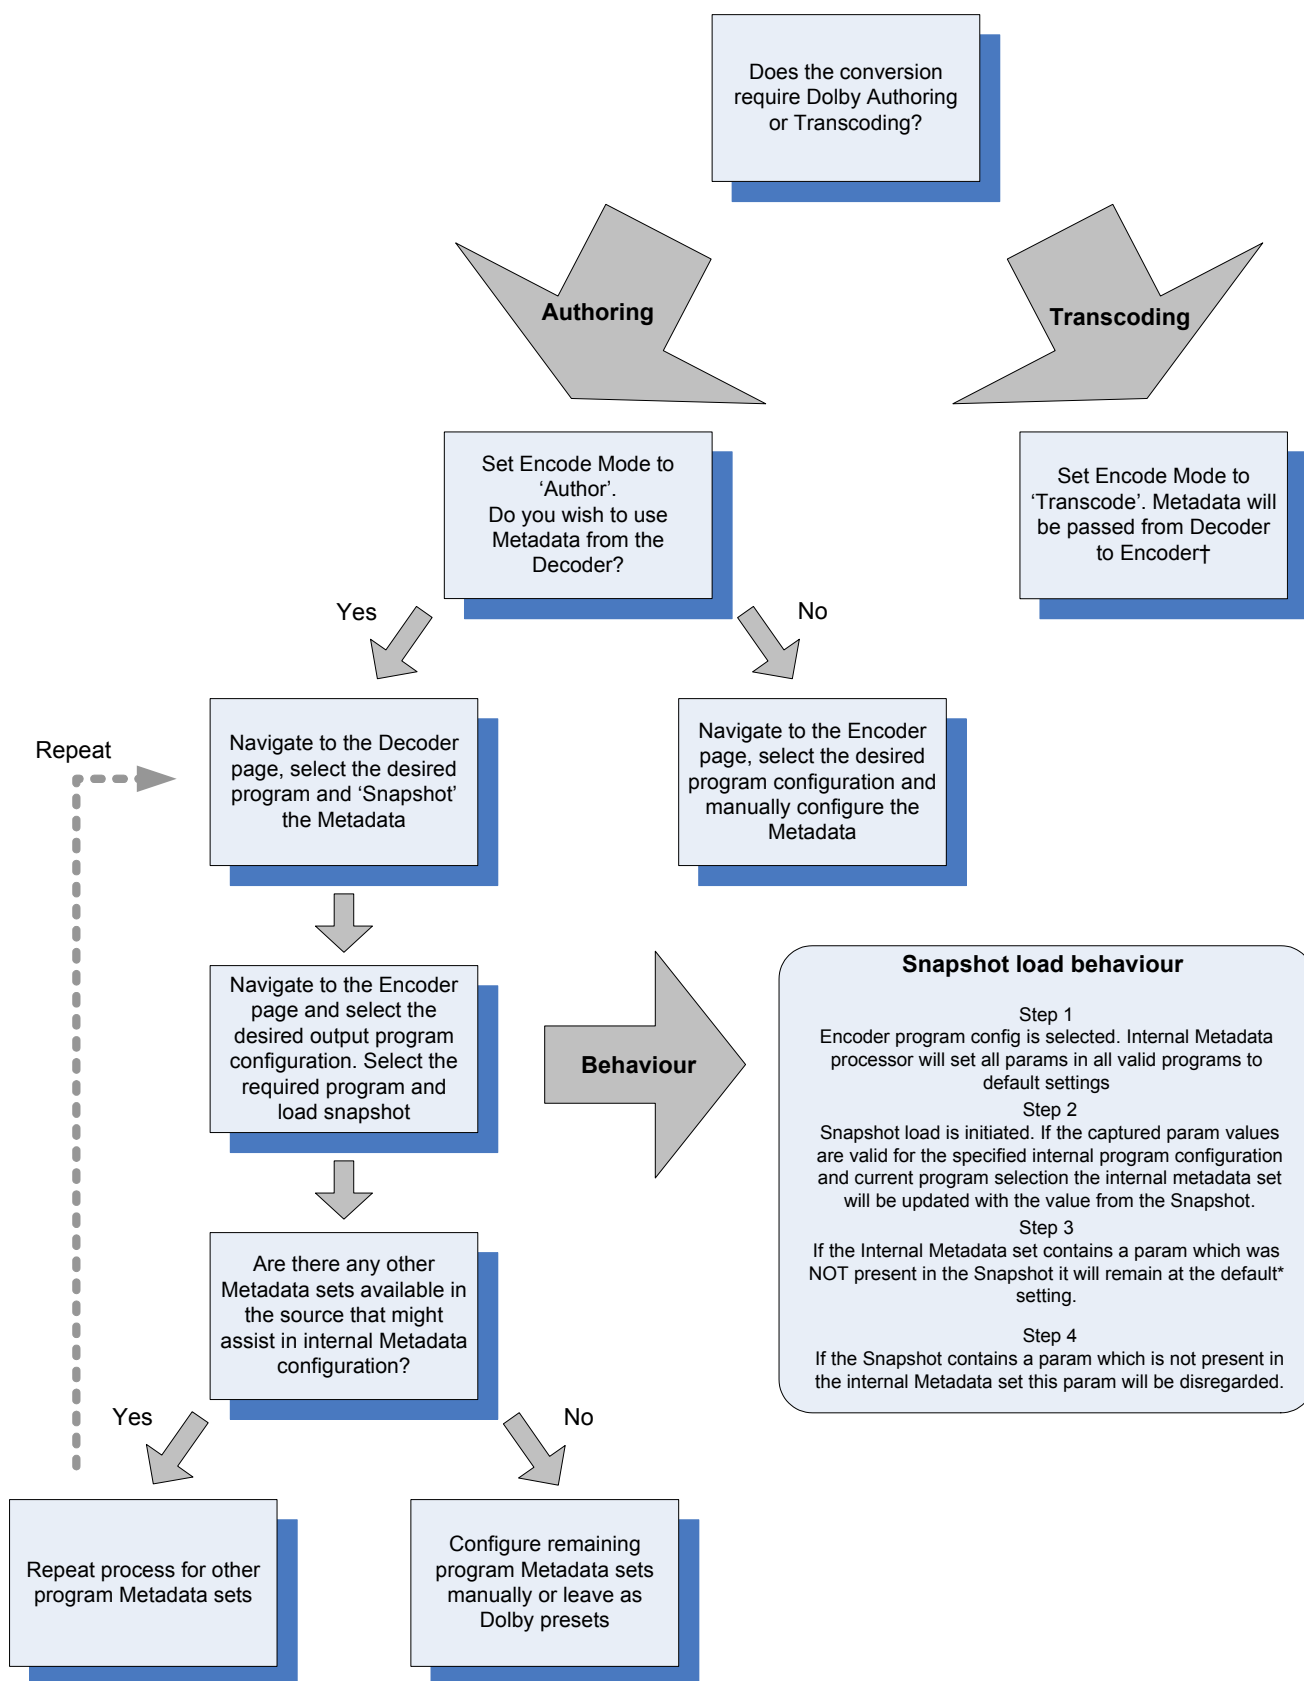 Does the conversion
require Dolby Authoring
or Transcoding?
Authoring
Transcoding
Set Encode Mode to
‘Author’.
Do you wish to use
Metadata from the
Decoder?
Set Encode Mode to
‘Transcode’. Metadata will
be passed from Decoder
to Encoder†
Yes
No
Repeat
Navigate to the Decoder
page, select the desired
program and ‘Snapshot’
the Metadata
Navigate to the Encoder
page, select the desired
program configuration and
manually configure the
Metadata
Navigate to the Encoder
page and select the
desired output program
configuration. Select the
required program and
load snapshot
Behaviour
Snapshot load behaviour
Step 1
Encoder program config is selected. Internal Metadata
processor will set all params in all valid programs to
default settings
Step 2
Snapshot load is initiated. If the captured param values
are valid for the specified internal program configuration
and current program selection the internal metadata set
will be updated with the value from the Snapshot.
Step 3
If the Internal Metadata set contains a param which was
NOT present in the Snapshot it will remain at the default*
setting.
Step 4
If the Snapshot contains a param which is not present in
the internal Metadata set this param will be disregarded.
Are there any other
Metadata sets available in
the source that might
assist in internal Metadata
configuration?
Yes
No
Repeat process for other
program Metadata sets
Configure remaining
program Metadata sets
manually or leave as
Dolby presets